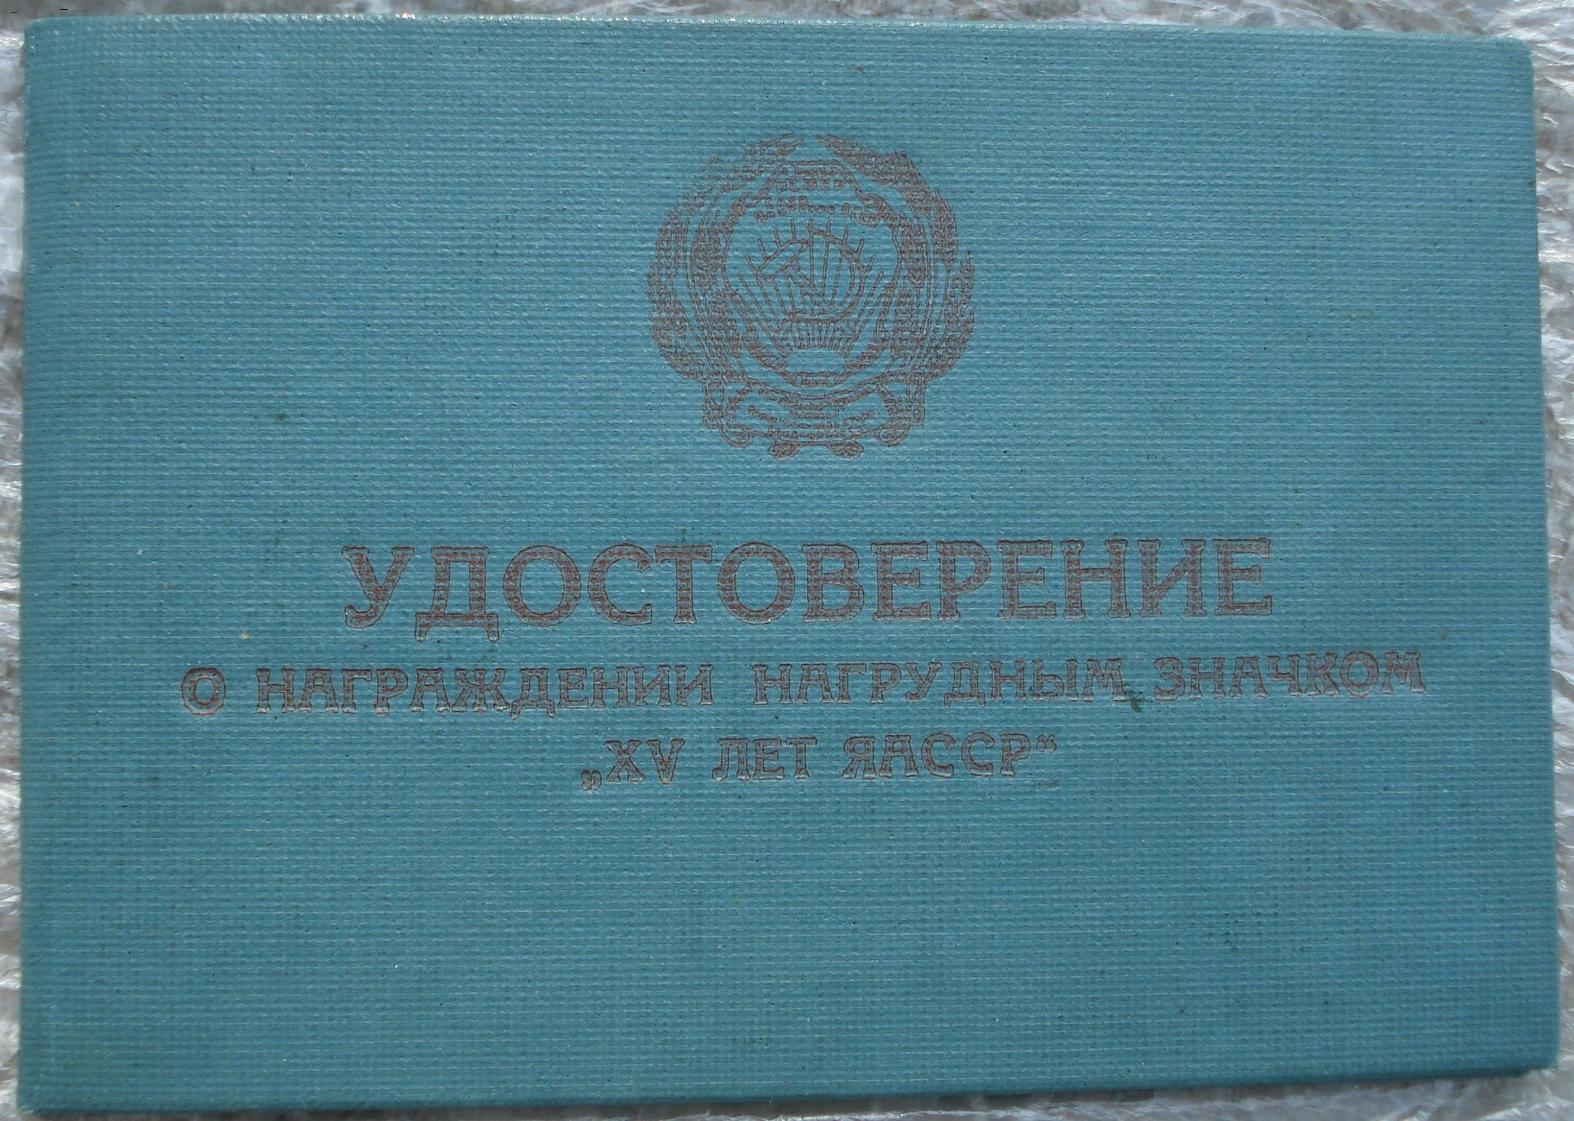 УДОСТОВЕРЕНИЕ
О НАГРАЖДЕНИИ НАГРУДНЫМ ЗНАЧКОМ
„XV ЛЕТ ЯАССР“